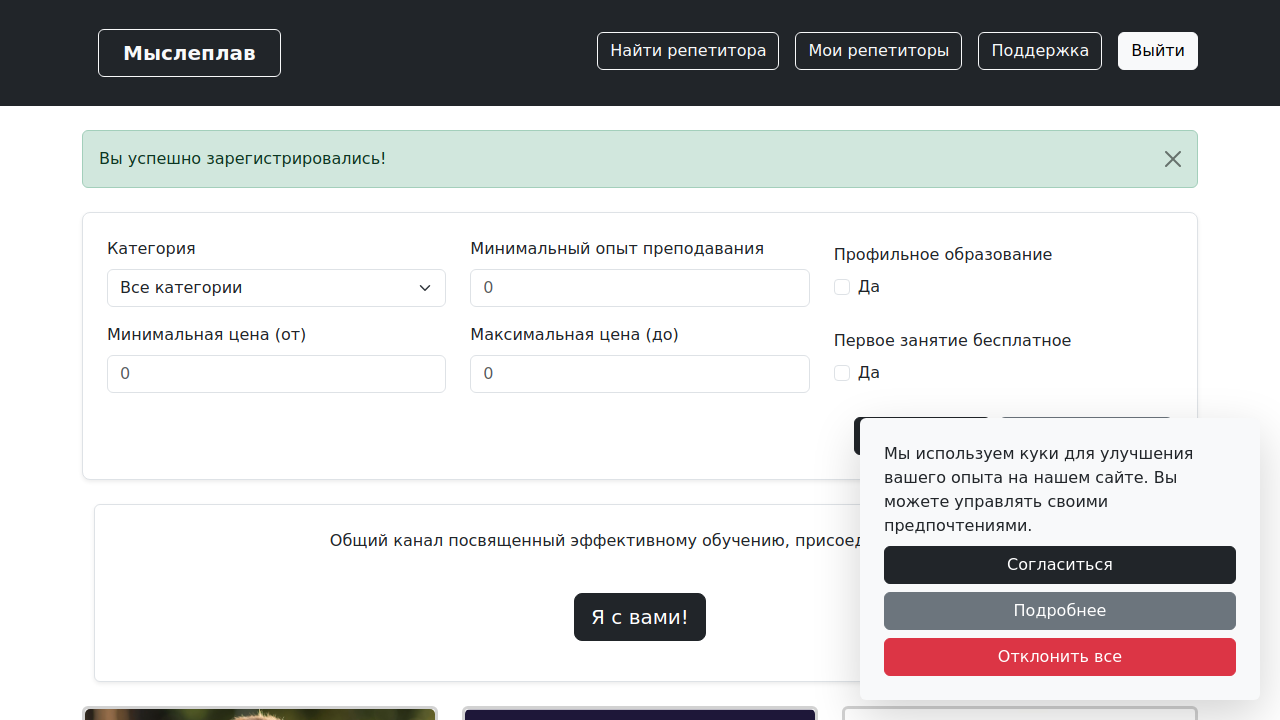 Мыслеплав
Найти репетитора
Мои репетиторы
Поддержка
Выйти
Вы успешно зарегистрировались!
Категория
Минимальный опыт преподавания
Профильное образование
Все категории
0
Да
Минимальная цена (от)
Максимальная цена (до)
Первое занятие бесплатное
0
0
Да
Мы используем куки для улучшения
вашего опыта на нашем сайте. Вы
можете управлять своими
предпочтениями.
Согласиться
Подробнее
Отклонить все
Общий канал посвященный эффективному обучению,
Я с вами!